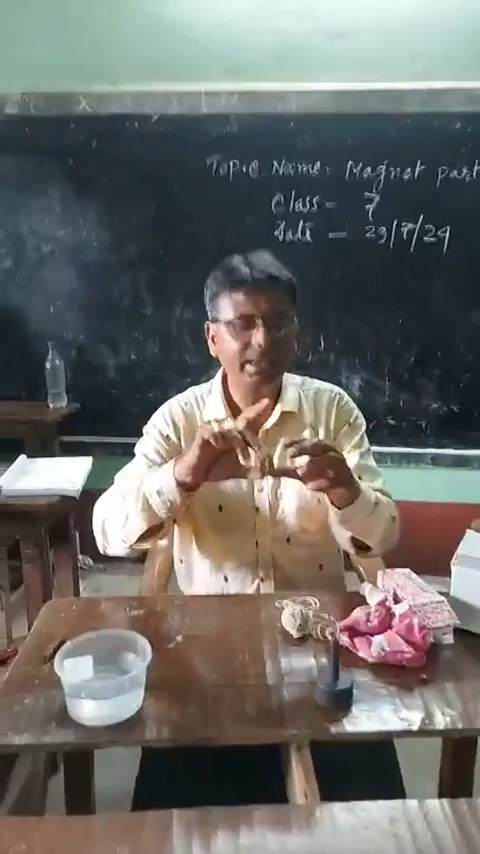 Topic Name: Magnet part
Class = 7
Date = 29/7/24